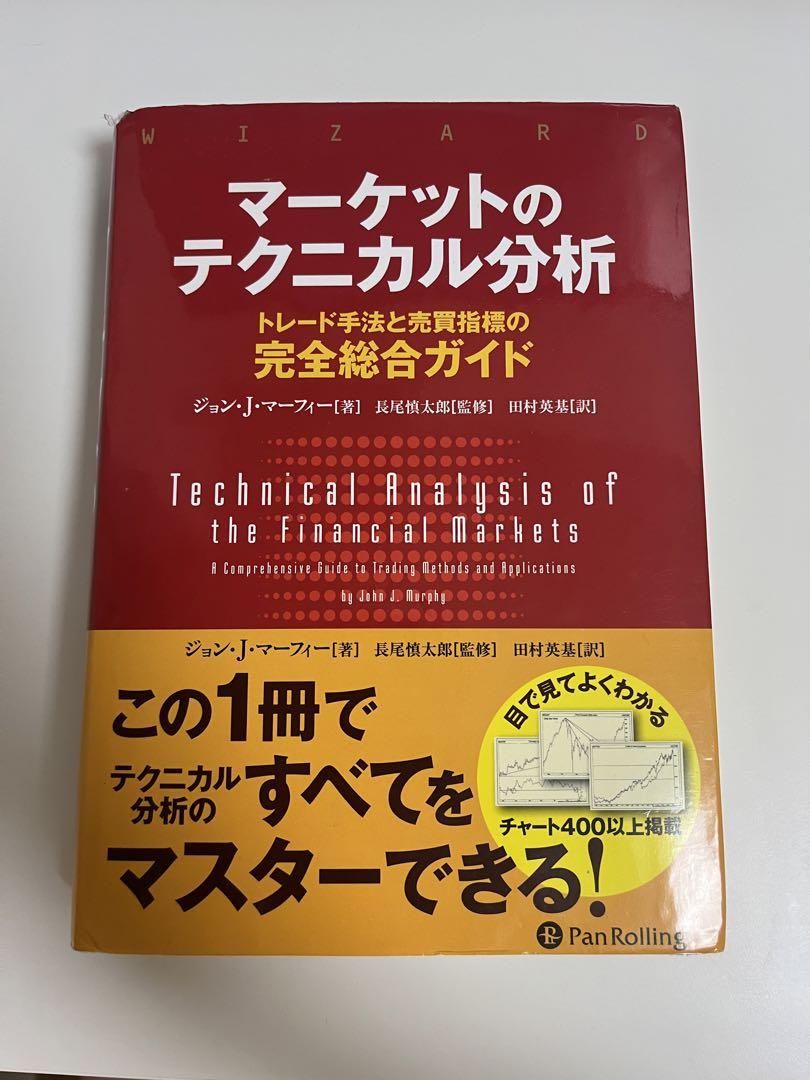 WIZARD
マーケットの
テクニカル分析
トレード手法と売買指標の
完全総合ガイド
ジョン・J・マーフィー[著] 長尾慎太郎[監修] 田村英基[訳]
Technical Analysis of
the Financial Markets
A Comprehensive Guide to Trading Methods and Applications
by John J. Murphy
ジョン・J・マーフィー[著] 長尾慎太郎[監修] 田村英基[訳]
この1冊で
テクニカル
分析の
すべてを
マスターできる!
目で見てよくわかる
チャート400以上掲載
PanRolling